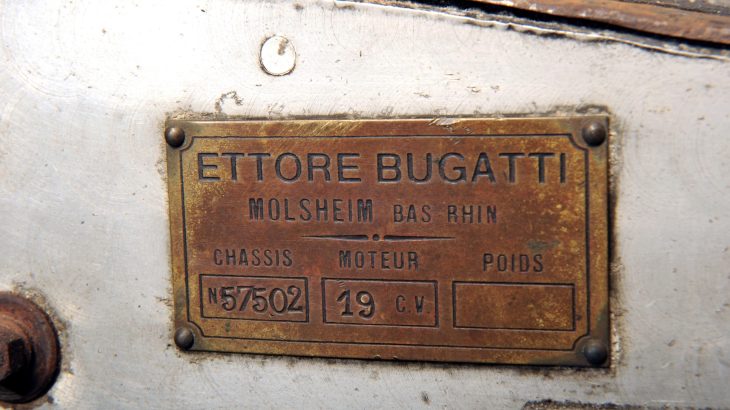 ETTORE BUGATTI
MOLSHEIM BAS RHIN
CHASSIS MOTEUR POIDS
N 57502 19 C.V.